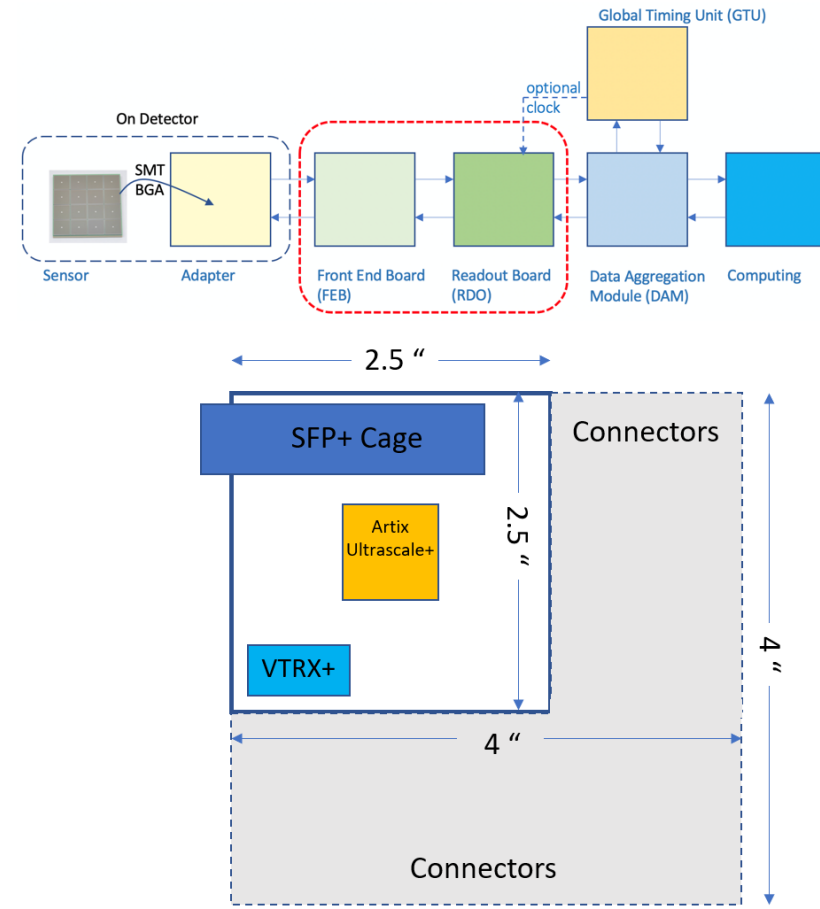 Global Timing Unit (GTU)
optional
clock
On Detector
SMT
BGA
Sensor
Adapter
Front End Board
(FEB)
Readout Board
(RDO)
Data Aggregation
Module (DAM)
Computing
2.5 “
SFP+ Cage
Connectors
2.5 “
Artix
Ultrascale+
VTRX+
4 “
4 “
Connectors